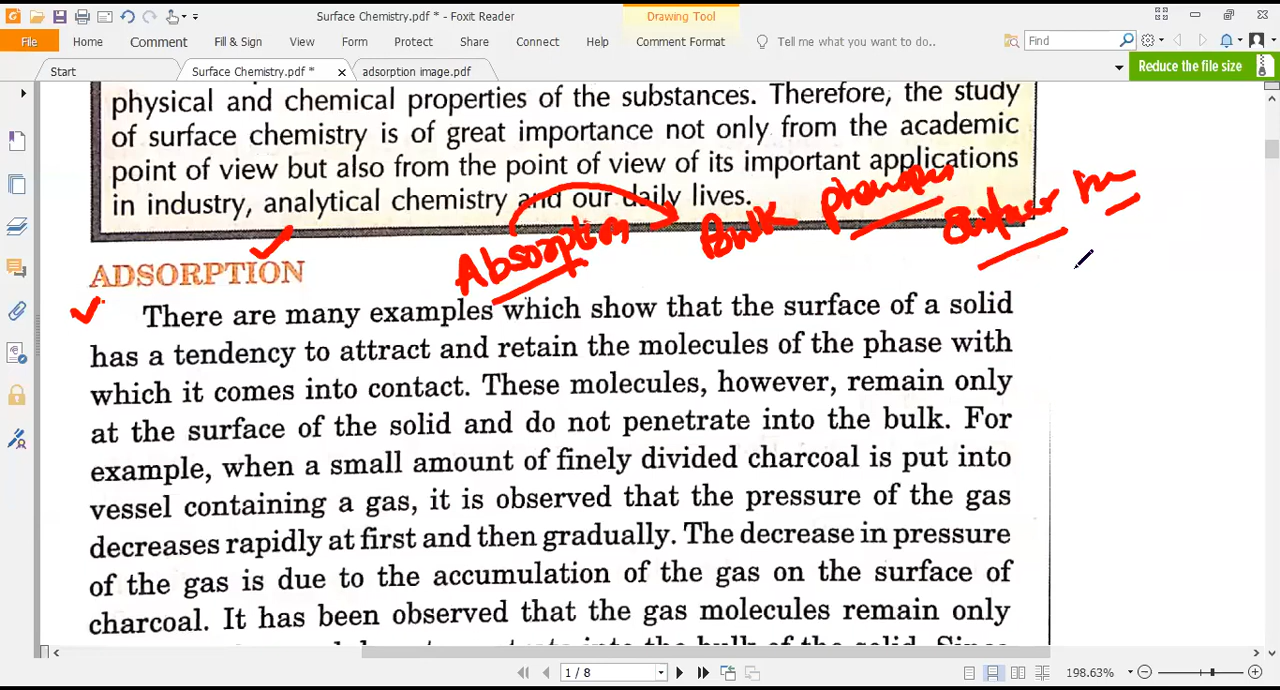 Surface Chemistry.pdf * - Foxit Reader
Drawing Tool
File Home Comment Fill & Sign View Form Protect Share Connect Help Comment Format Tell me what you want to do.. Find
Start Surface Chemistry.pdf * adsorption image.pdf Reduce the file size
physical and chemical properties of the substances. Therefore, the study
of surface chemistry is of great importance not only from the academic
point of view but also from the point of view of its important applications
in industry, analytical chemistry and our daily lives.
Absorption Bulk
ADSORPTION
There are many examples which show that the surface of a solid
has a tendency to attract and retain the molecules of the phase with
which it comes into contact. These molecules, however, remain only
at the surface of the solid and do not penetrate into the bulk. For
example, when a small amount of finely divided charcoal is put into
vessel containing a gas, it is observed that the pressure of the gas
decreases rapidly at first and then gradually. The decrease in pressure
of the gas is due to the accumulation of the gas on the surface of
charcoal. It has been observed that the gas molecules remain only
into the bulk of the solid. Since
1 / 8 198.63%